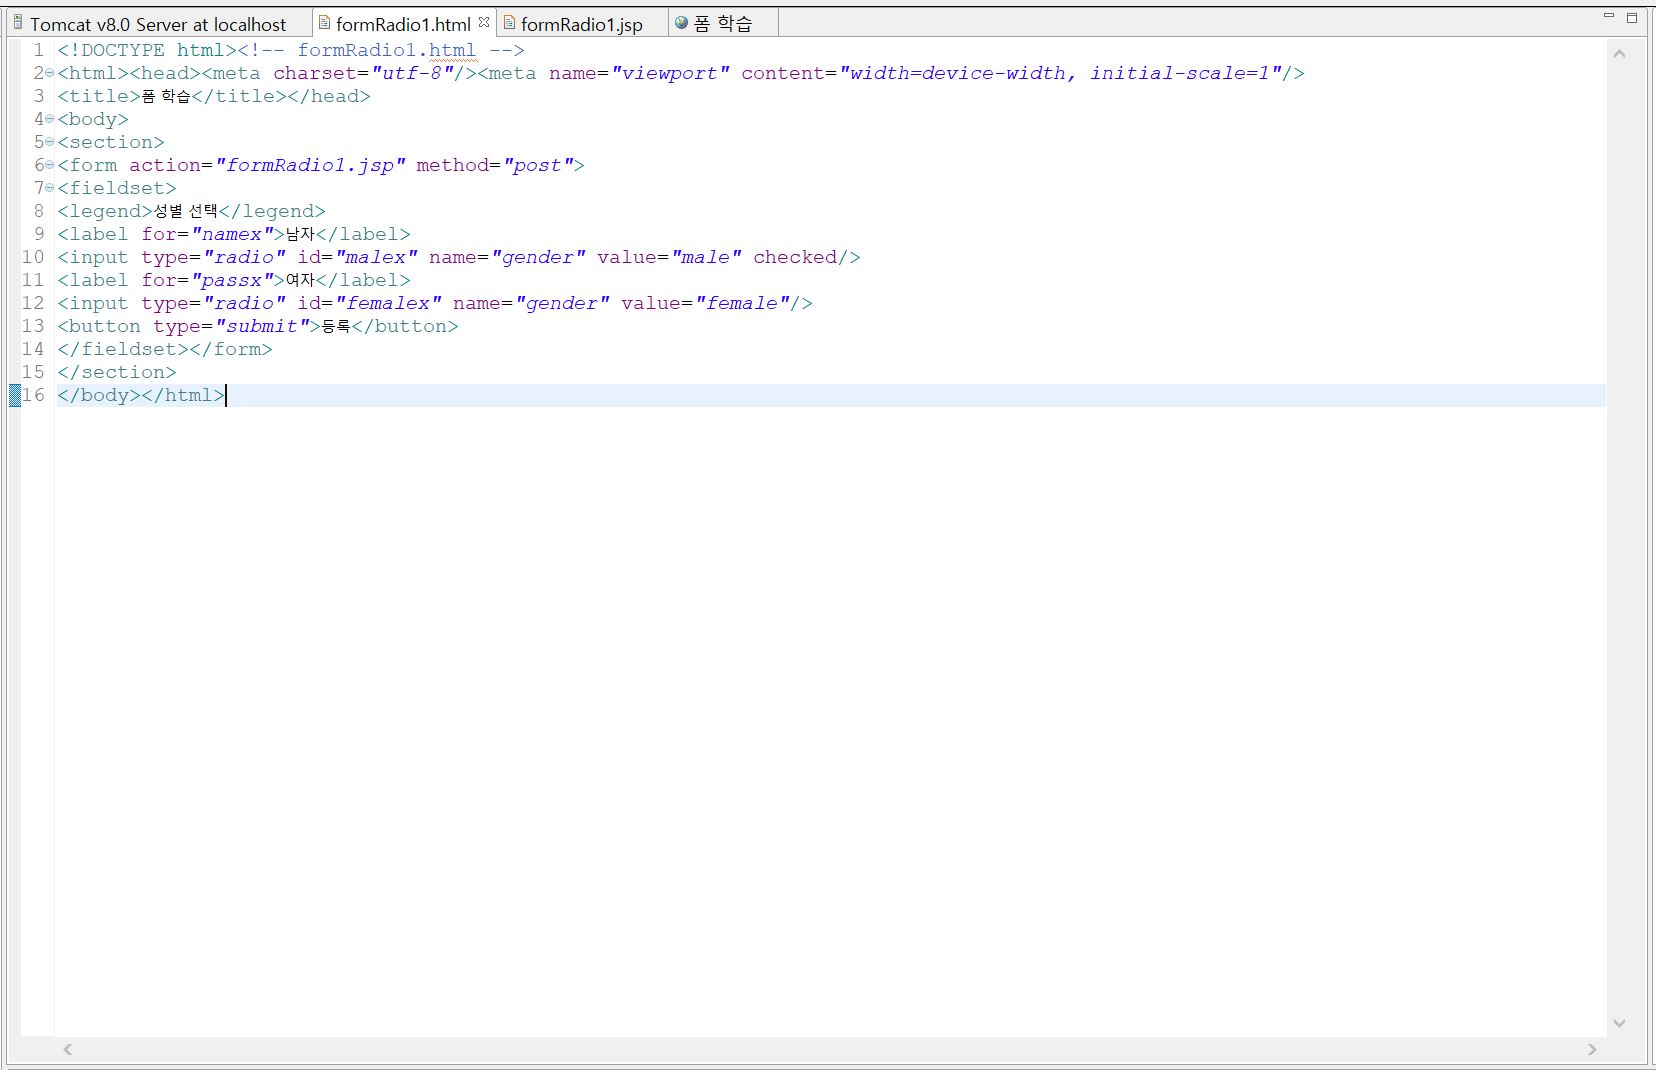 Tomcat v8.0 Server at localhost formRadio1.html formRadio1.jsp 폼 학습
1 <!DOCTYPE html><!-- formRadio1.html -->
2 <html><head><meta charset="utf-8"/><meta name="viewport" content="width=device-width, initial-scale=1"/>
3 <title>폼 학습</title></head>
4 <body>
5 <section>
6 <form action="formRadio1.jsp" method="post">
7 <fieldset>
8 <legend>성별 선택</legend>
9 <label for="namex">남자</label>
10 <input type="radio" id="malex" name="gender" value="male" checked/>
11 <label for="passx">여자</label>
12 <input type="radio" id="femalex" name="gender" value="female"/>
13 <button type="submit">등록</button>
14 </fieldset></form>
15 </section>
16 </body></html>